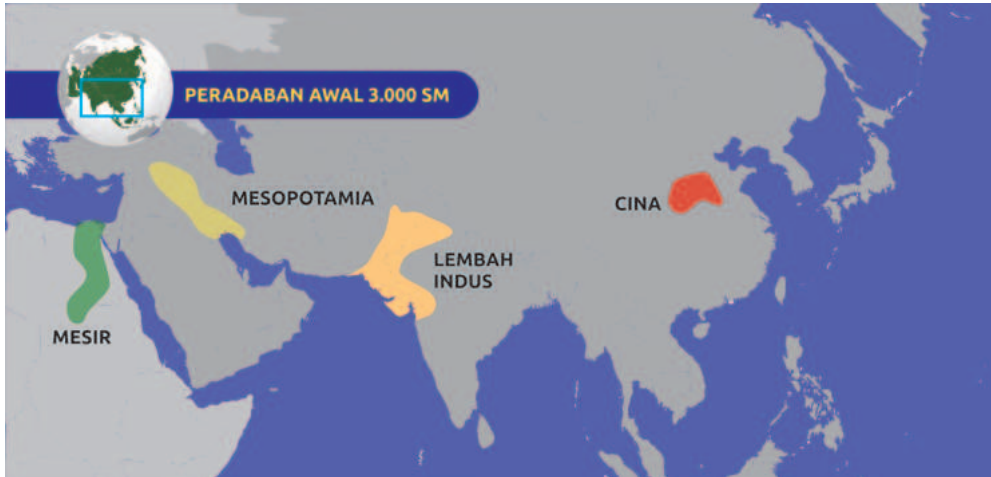 PERADABAN AWAL 3.000 SM
MESOPOTAMIA
CINA
LEMBAH
INDUS
MESIR